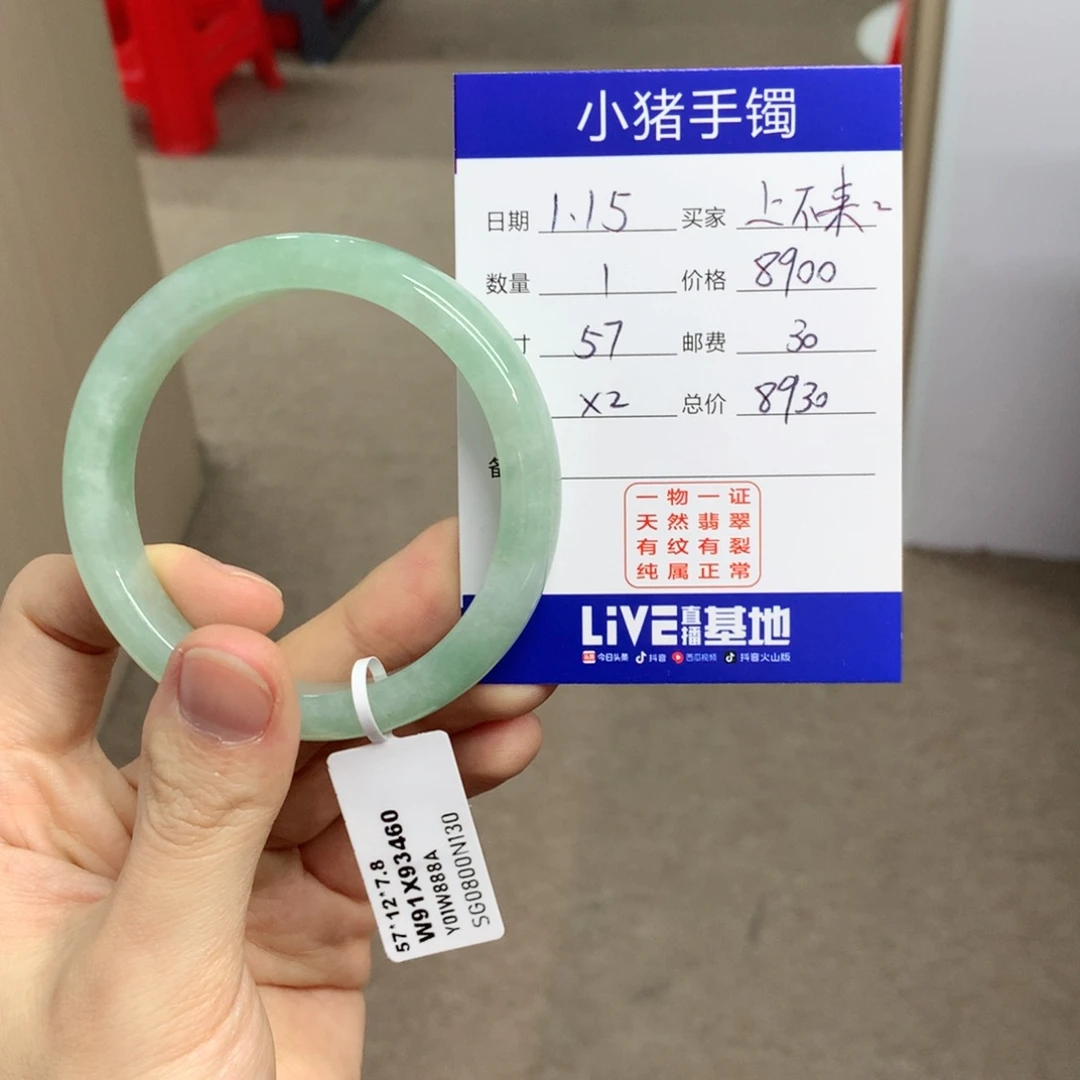 小猪手镯
日期 1.15 买家 上不来2
数量 1 价格 8900
寸 57 邮费 30
x2 总价 8930
备
一物一证
天然翡翠
有纹有裂
纯属正常
LiVE直播基地
今日头条 抖音 西瓜视频 抖音火山版
57*12*7.8
W91X93460
Y01W888A
SG0800N130